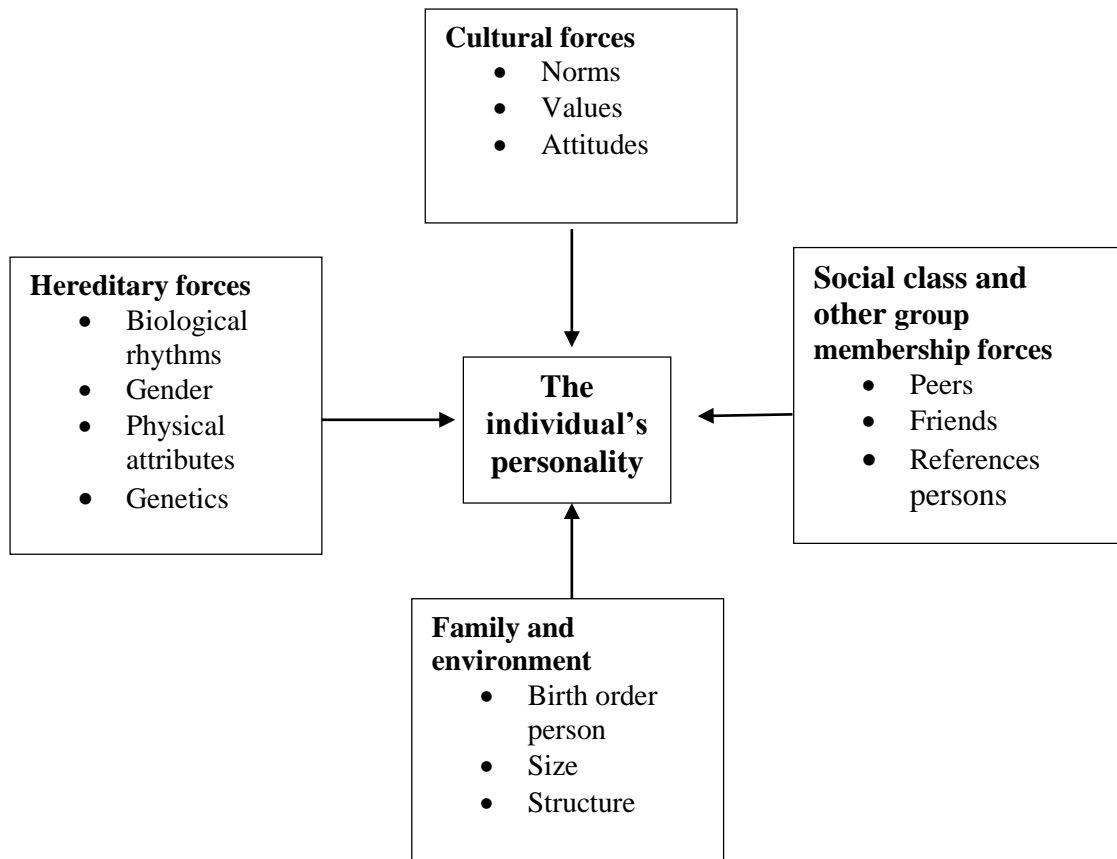 Cultural forces
• Norms
• Values
• Attitudes
Hereditary forces
• Biological
rhythms
• Gender
• Physical
attributes
• Genetics
The
individual’s
personality
Social class and
other group
membership forces
• Peers
• Friends
• References
persons
Family and
environment
• Birth order
person
• Size
• Structure